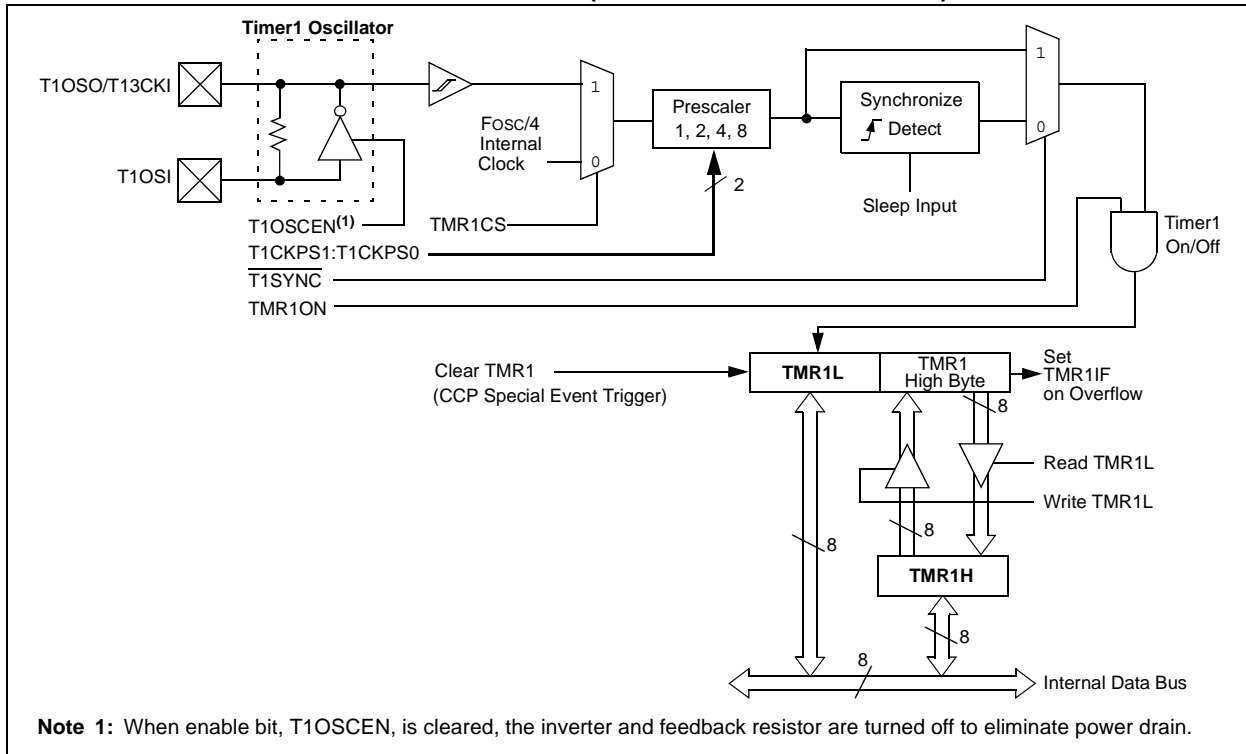 Timer1 Oscillator
T1OSO/T13CKI
T1OSI
FOSC/4
Internal
Clock
1
0
Prescaler
1, 2, 4, 8
2
Synchronize
Detect
Sleep Input
1
0
T1OSCEN(1)
TMR1CS
T1CKPS1:T1CKPS0
T1SYNC
TMR1ON
Timer1
On/Off
Clear TMR1
(CCP Special Event Trigger)
TMR1L
TMR1
High Byte
Set
TMR1IF
on Overflow
8
Read TMR1L
Write TMR1L
8
8
TMR1H
8
8
Internal Data Bus
Note 1: When enable bit, T1OSCEN, is cleared, the inverter and feedback resistor are turned off to eliminate power drain.